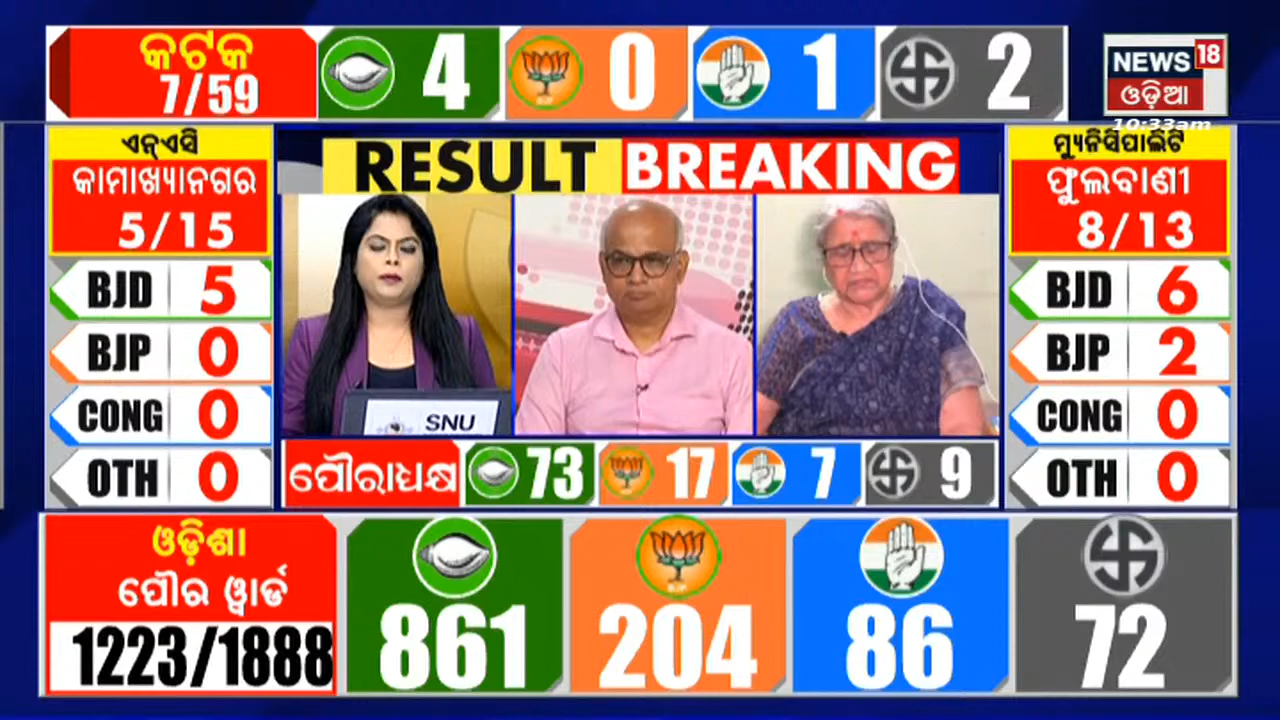 କଟକ
7/59
4
0
1
2
NEWS 18
ଓଡ଼ିଆ
10:33am
ଏନ୍‌ଏସି
କାମାଖ୍ୟାନଗର
5/15
BJD 5
BJP 0
CONG 0
OTH 0
RESULT BREAKING
SNU
ମ୍ୟୁନିସିପାଲିଟି
ଫୁଲବାଣୀ
8/13
BJD 6
BJP 2
CONG 0
OTH 0
ପୌରାଧକ୍ଷ
73
17
7
9
ଓଡ଼ିଶା
ପୌର ୱାର୍ଡ
1223/1888
861
204
86
72